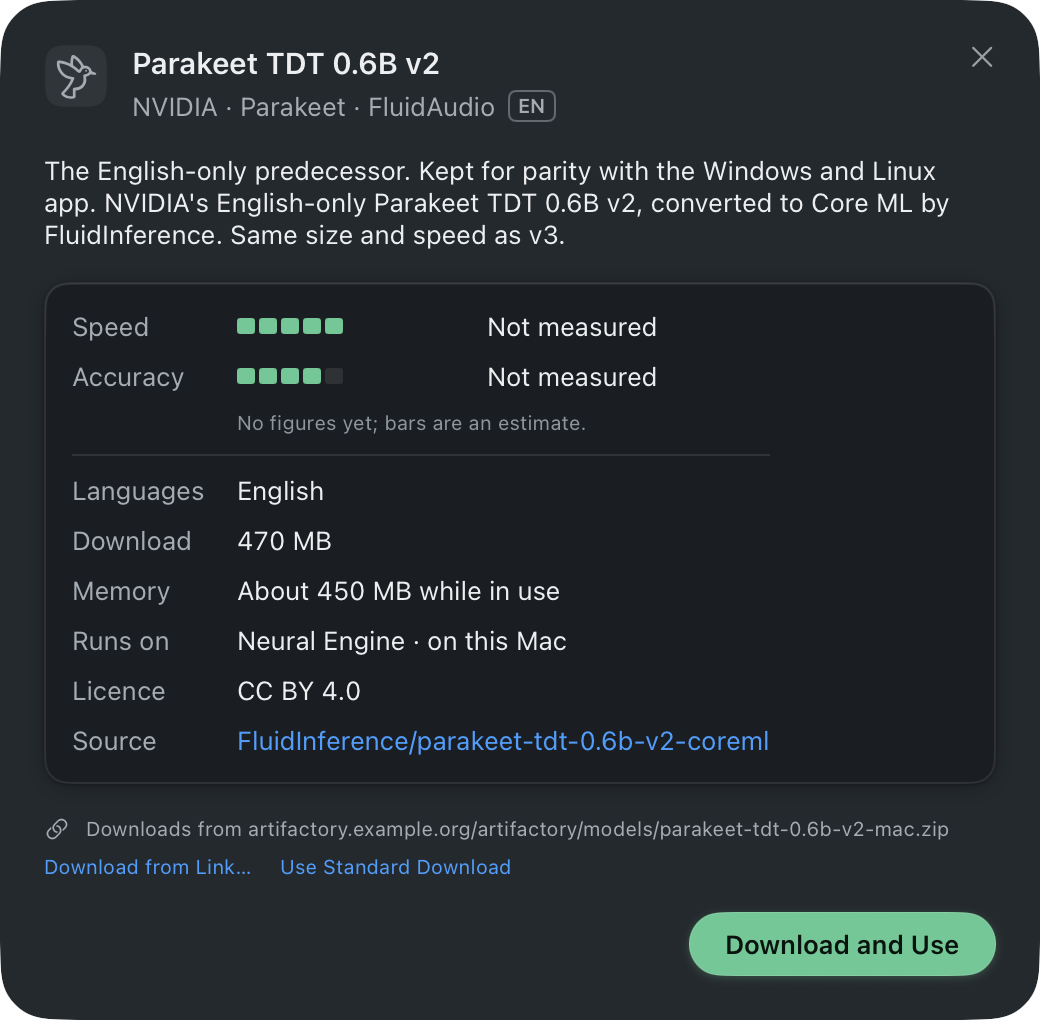 Parakeet TDT 0.6B v2
NVIDIA · Parakeet · FluidAudio EN
The English-only predecessor. Kept for parity with the Windows and Linux
app. NVIDIA's English-only Parakeet TDT 0.6B v2, converted to Core ML by
FluidInference. Same size and speed as v3.
Speed Not measured
Accuracy Not measured
No figures yet; bars are an estimate.
Languages English
Download 470 MB
Memory About 450 MB while in use
Runs on Neural Engine · on this Mac
Licence CC BY 4.0
Source FluidInference/parakeet-tdt-0.6b-v2-coreml
Downloads from artifactory.example.org/artifactory/models/parakeet-tdt-0.6b-v2-mac.zip
Download from Link... Use Standard Download
Download and Use